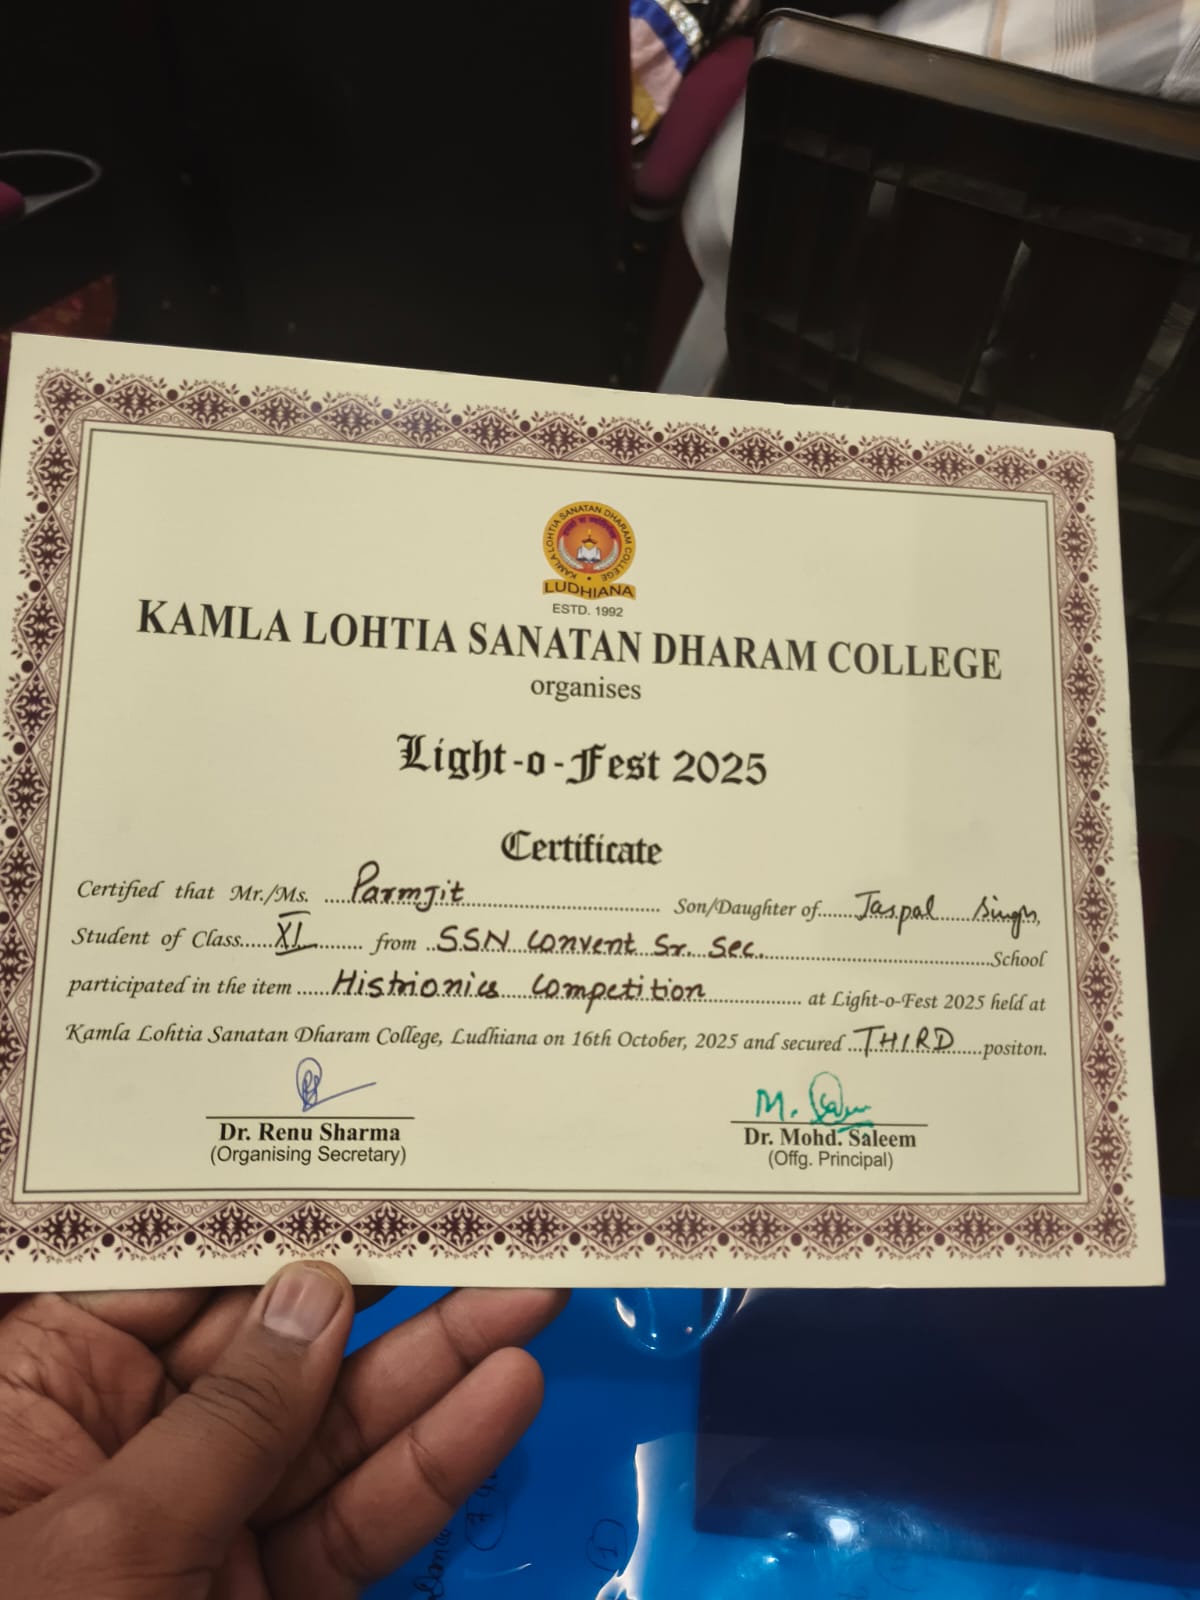 KAMLA LOHTIA SANATAN DHARAM COLLEGE
LUDHIANA
ESTD. 1992
KAMLA LOHTIA SANATAN DHARAM COLLEGE
organises
Light-o-Fest 2025
Certificate
Certified that Mr./Ms. Parmjit Son/Daughter of Jaspal Singh,
Student of Class XI from SSN Convent Sr. Sec. School
participated in the item Histrionics Competition at Light-o-Fest 2025 held at
Kamla Lohtia Sanatan Dharam College, Ludhiana on 16th October, 2025 and secured THIRD positon.
M. Saleem
Dr. Renu Sharma
(Organising Secretary)
Dr. Mohd. Saleem
(Offg. Principal)